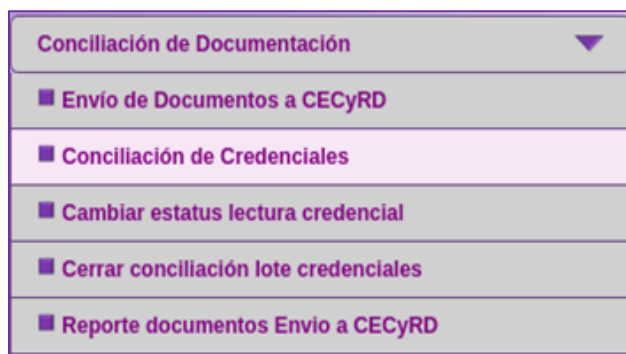 Conciliación de Documentación
Envío de Documentos a CECyRD
Conciliación de Credenciales
Cambiar estatus lectura credencial
Cerrar conciliación lote credenciales
Reporte documentos Envio a CECyRD